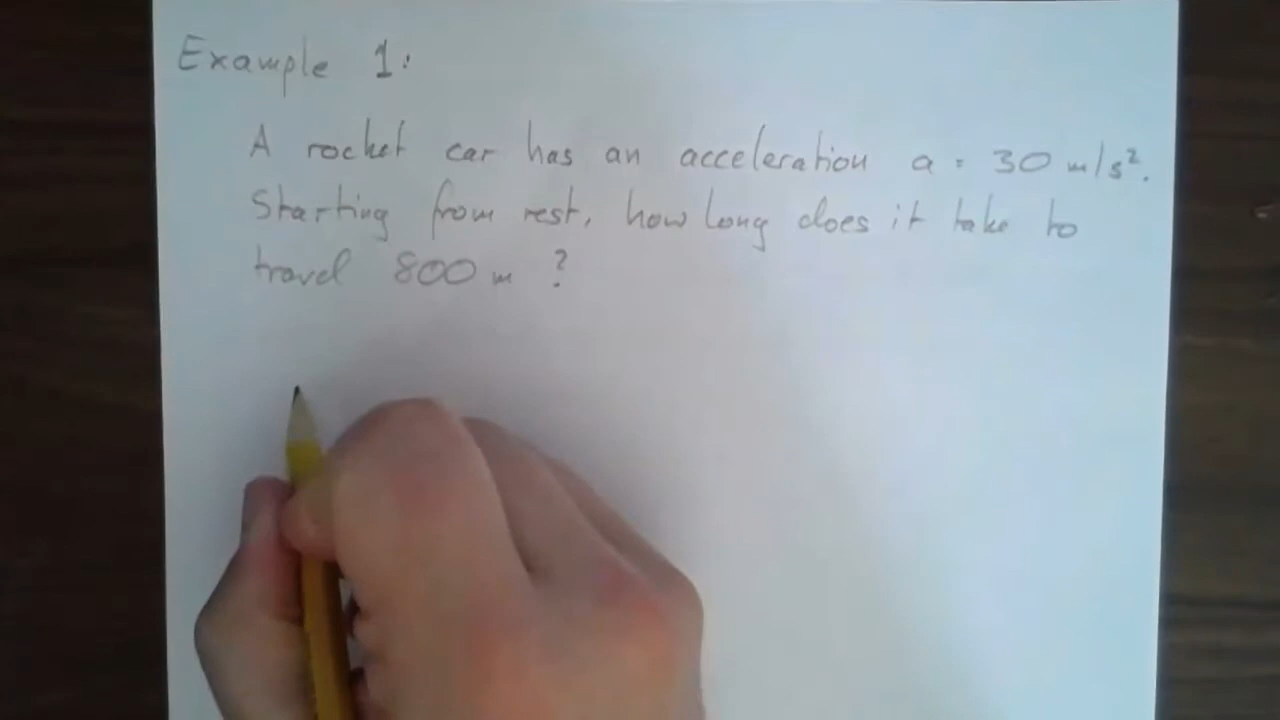 Example 1:
A rocket car has an acceleration a = 30 m/s².
Starting from rest, how long does it take to
travel 800 m ?